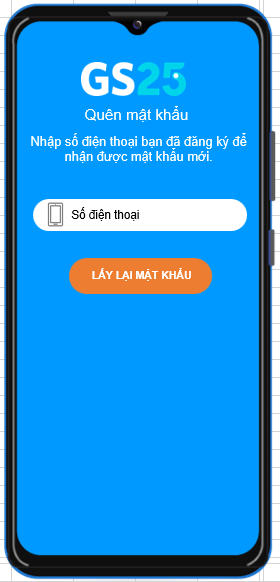 GS25
Quên mật khẩu
Nhập số điện thoại bạn đã đăng ký để
nhận được mật khẩu mới.
Số điện thoại
LẤY LẠI MẬT KHẨU